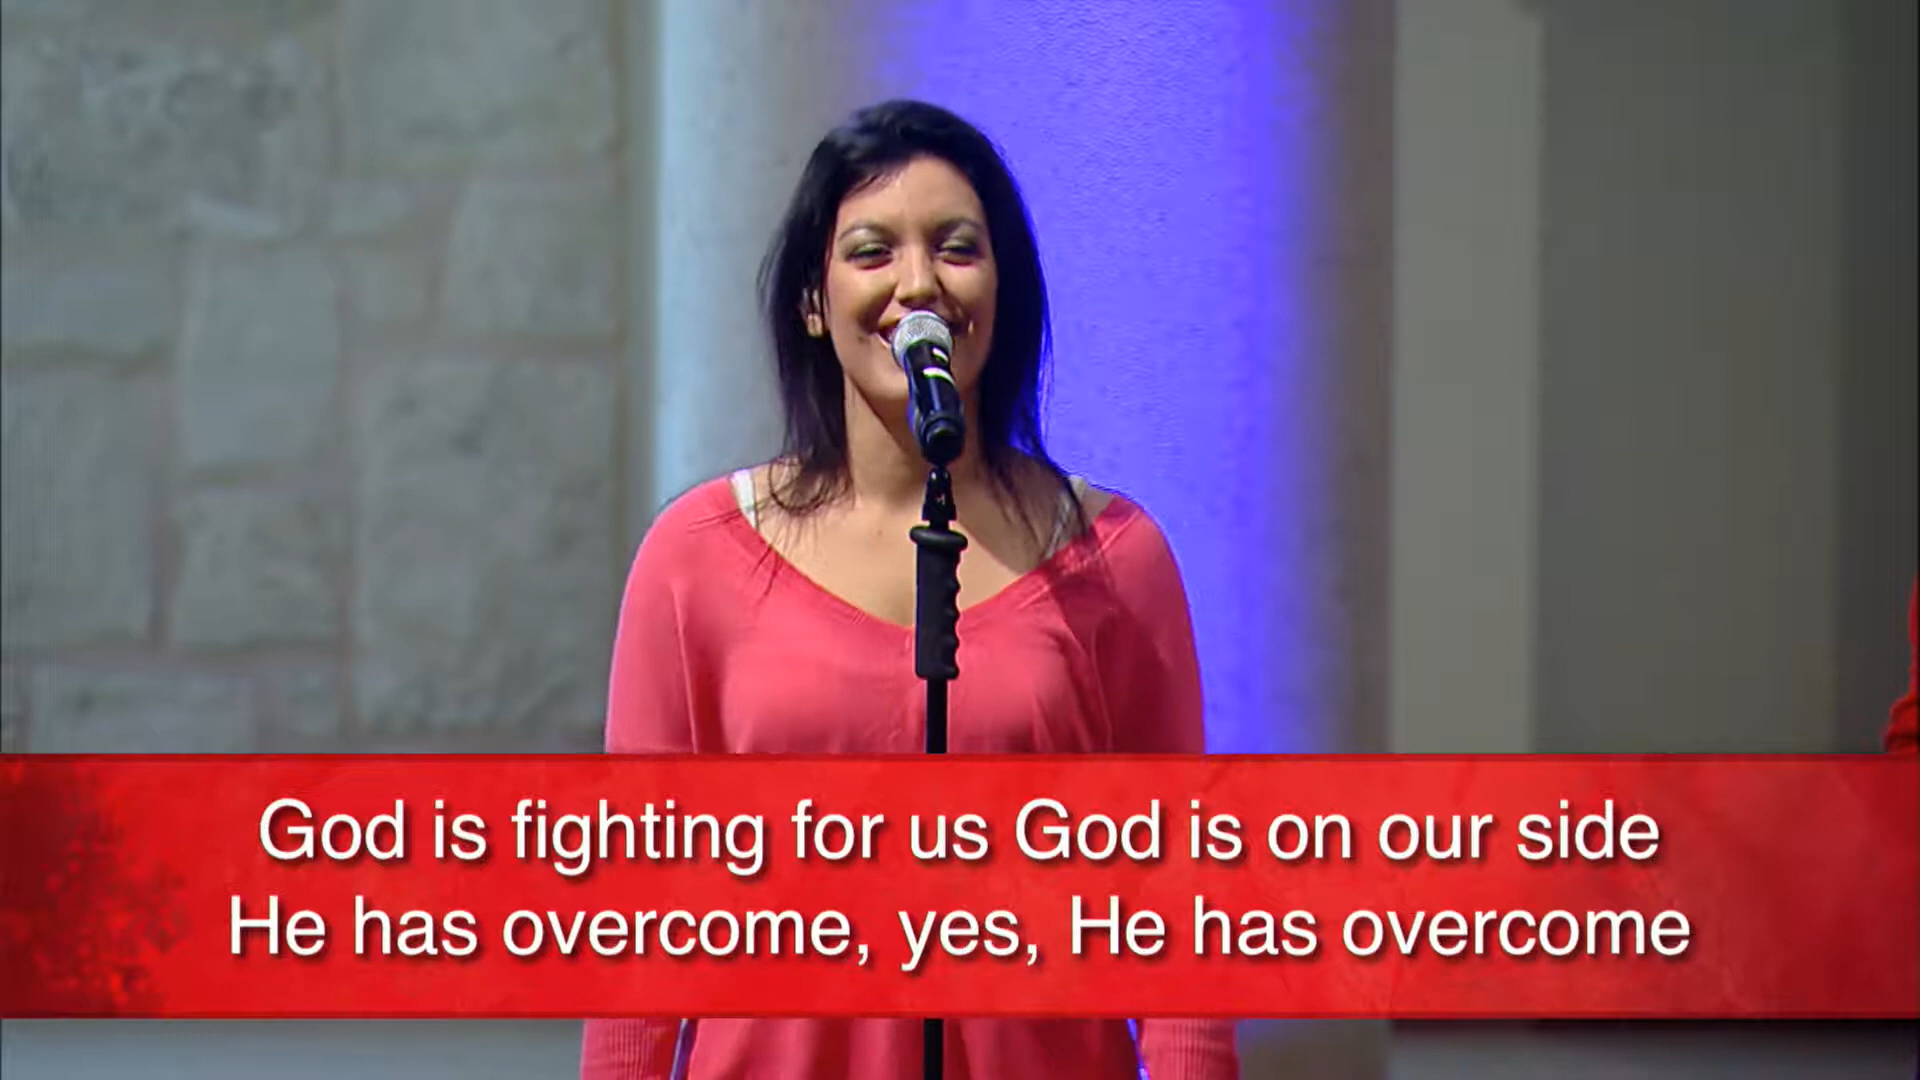 God is fighting for us God is on our side
He has overcome, yes, He has overcome